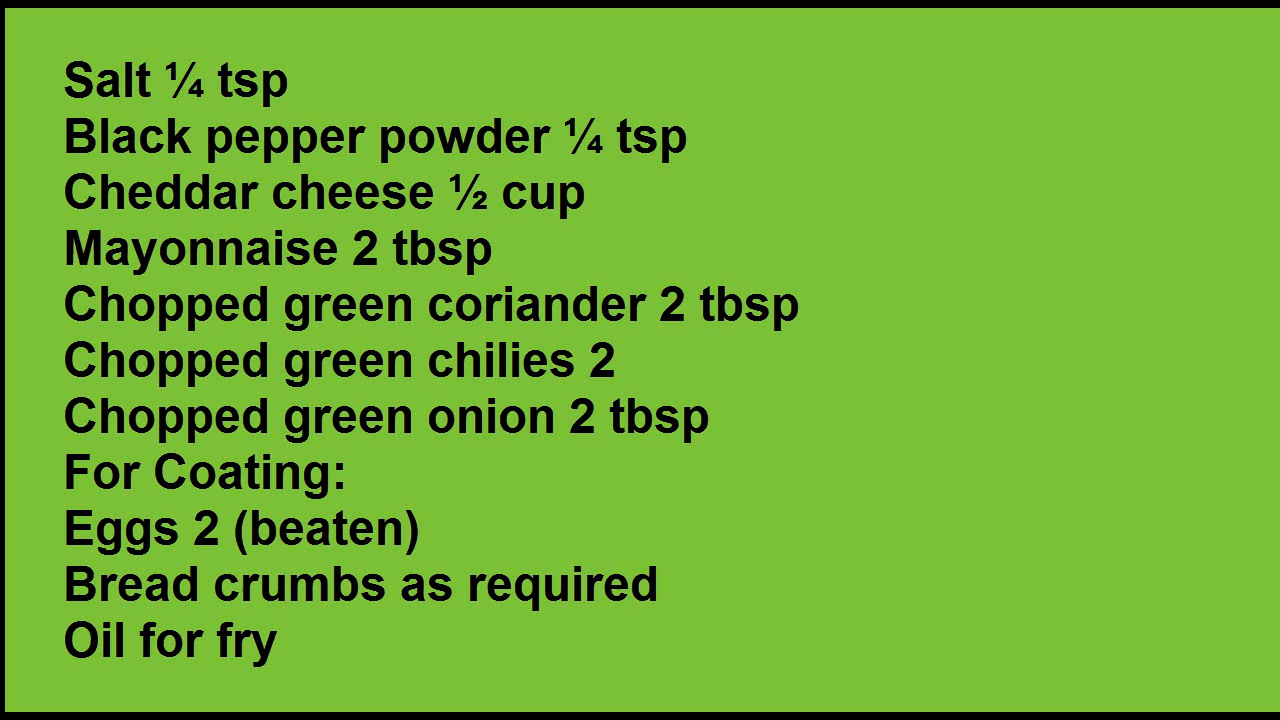 Salt ¼ tsp
Black pepper powder ¼ tsp
Cheddar cheese ½ cup
Mayonnaise 2 tbsp
Chopped green coriander 2 tbsp
Chopped green chilies 2
Chopped green onion 2 tbsp
For Coating:
Eggs 2 (beaten)
Bread crumbs as required
Oil for fry